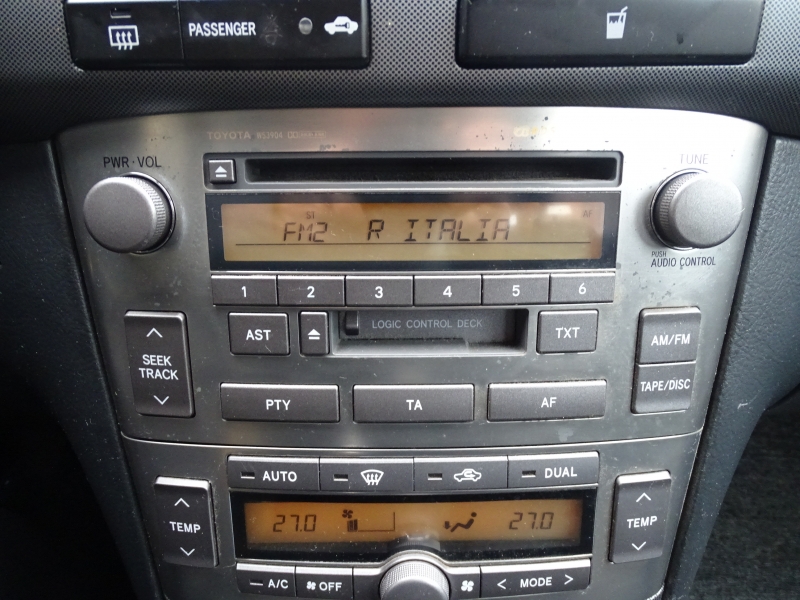 PASSENGER
TOYOTA W53904
PWR·VOL
TUNE
ST AF
FM2 R ITALIA
PUSH
AUDIO CONTROL
1 2 3 4 5 6
AST LOGIC CONTROL DECK TXT
AM/FM
SEEK
TRACK
TAPE/DISC
PTY TA AF
AUTO DUAL
TEMP 27.0 27.0 TEMP
A/C OFF < MODE >